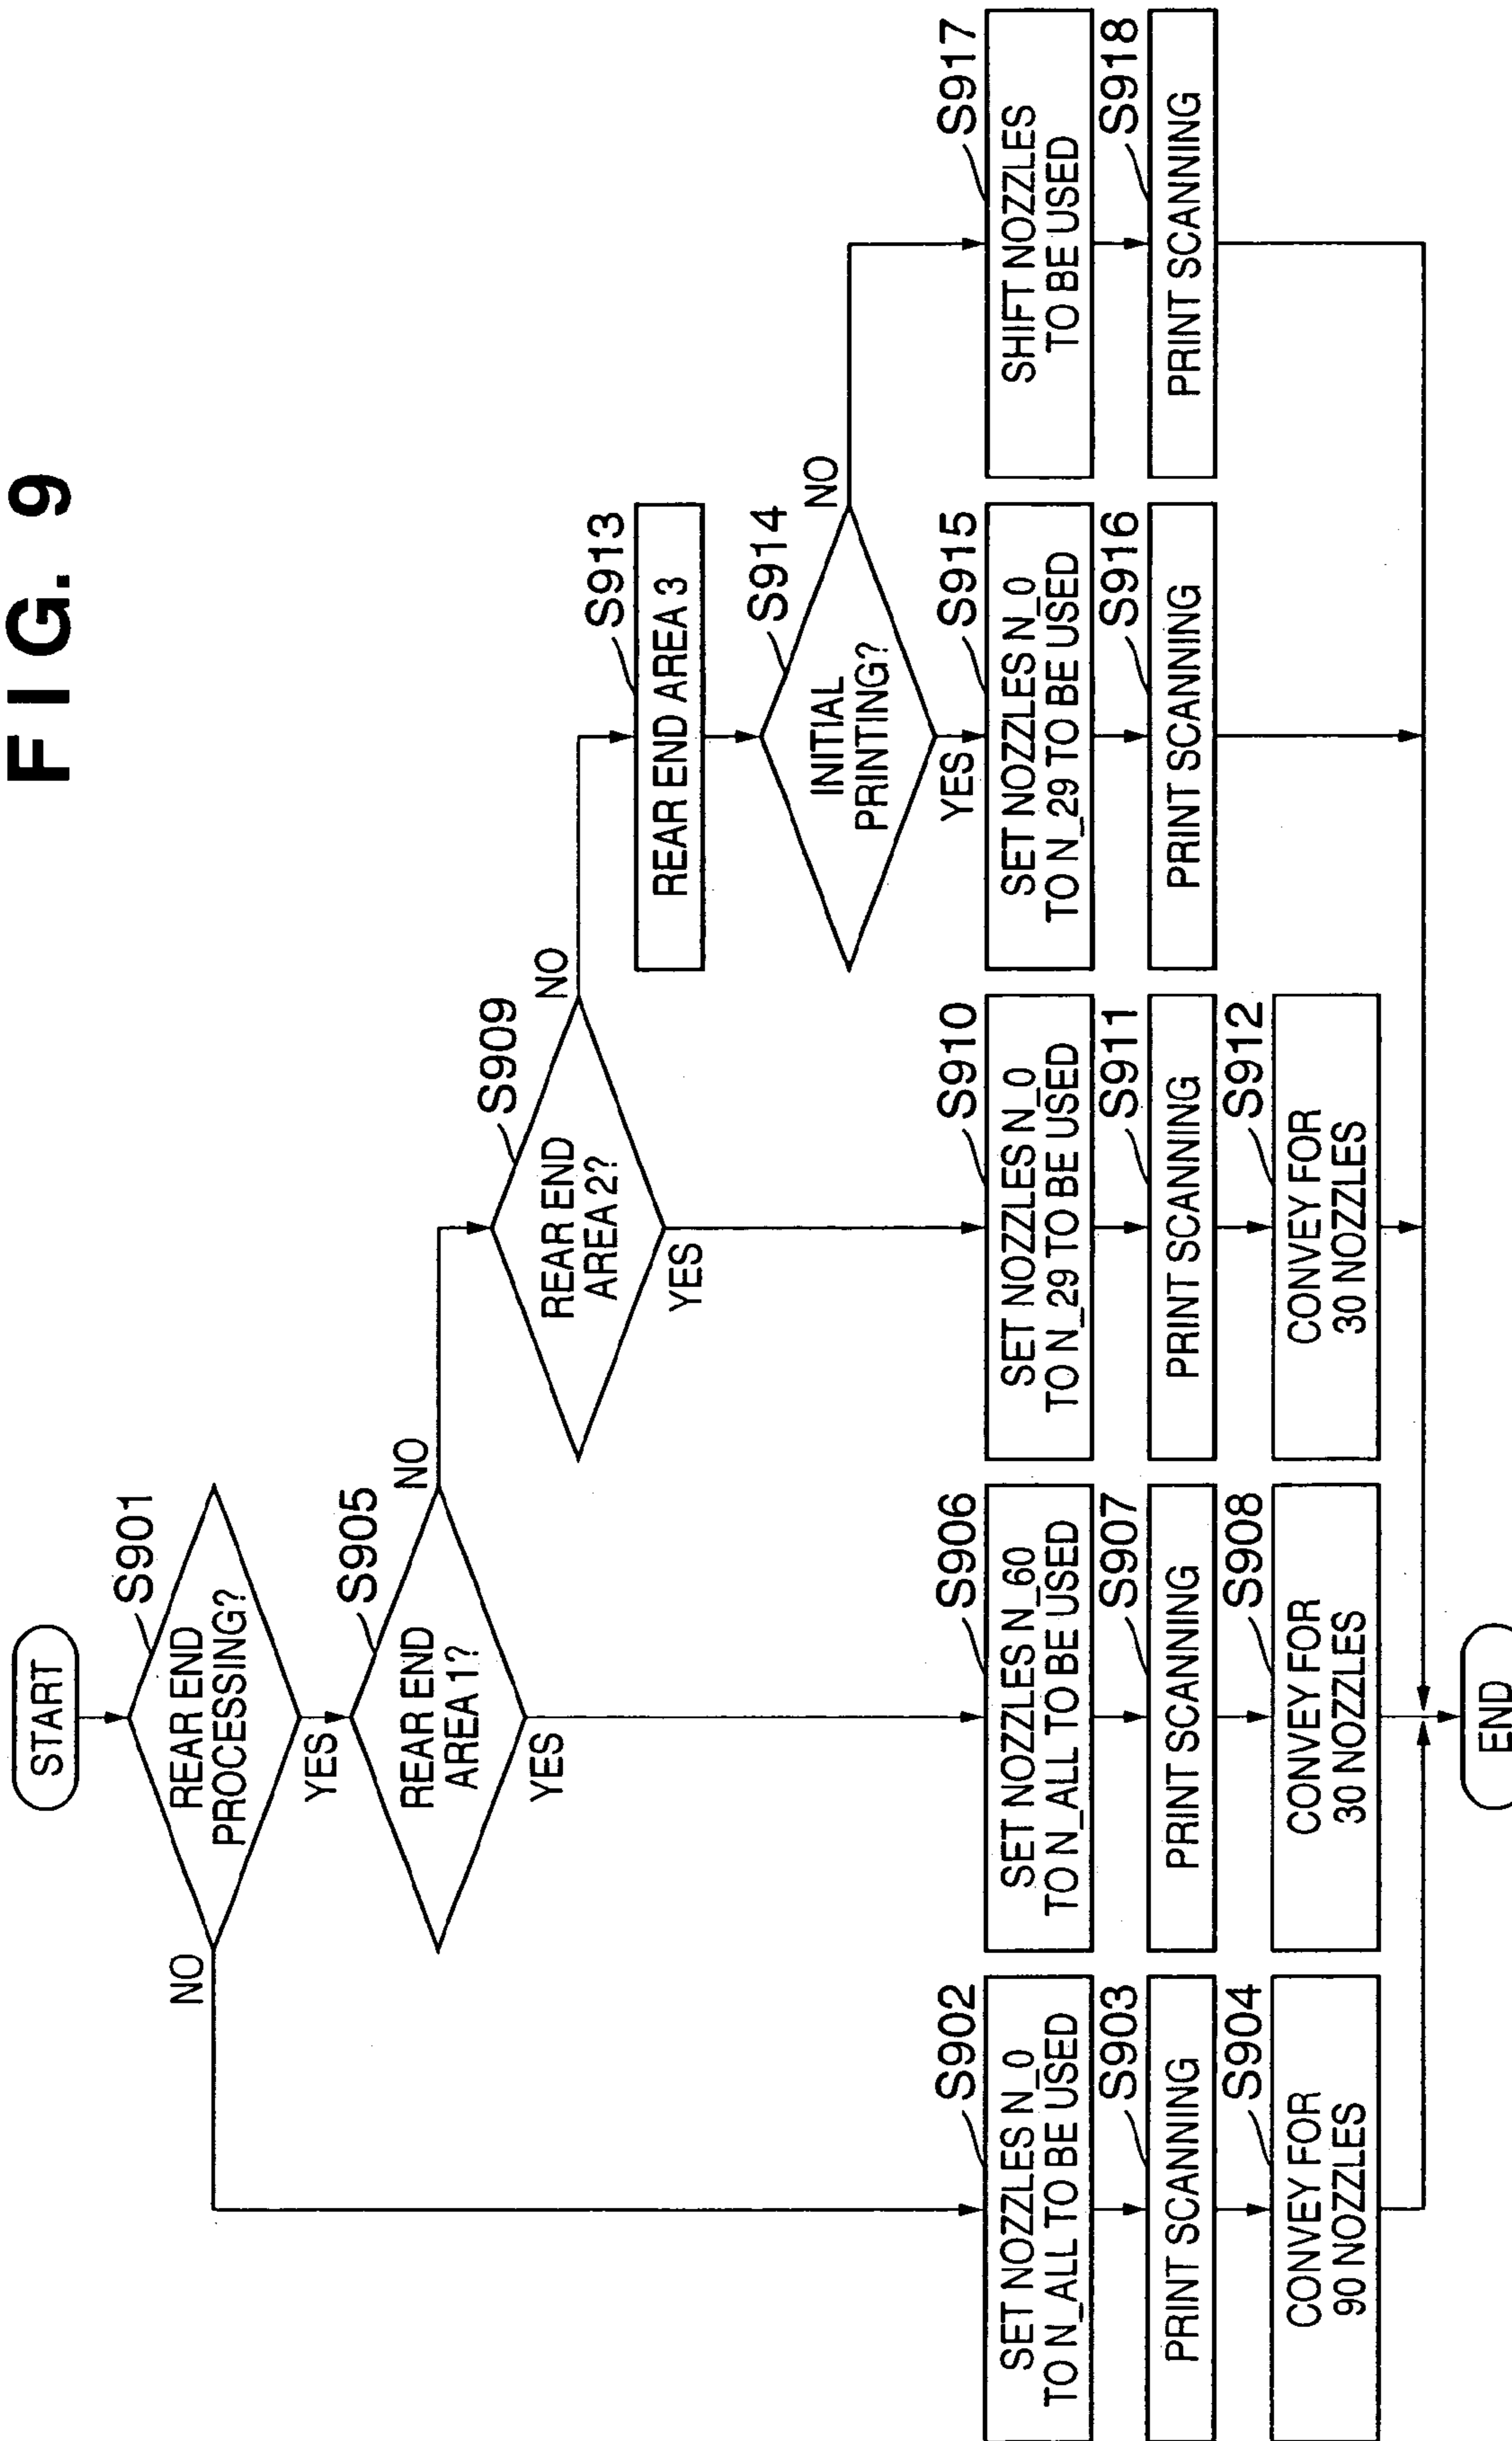 FIG. 9
START
S901
REAR END
PROCESSING?
NO
YES
S905
REAR END
AREA 1?
NO
YES
S909
REAR END
AREA 2?
NO
YES
S913
REAR END AREA 3
S914
INITIAL
PRINTING?
NO
YES
S902
SET NOZZLES N_0
TO N_ALL TO BE USED
S903
PRINT SCANNING
S904
CONVEY FOR
90 NOZZLES
S906
SET NOZZLES N_60
TO N_ALL TO BE USED
S907
PRINT SCANNING
S908
CONVEY FOR
30 NOZZLES
S910
SET NOZZLES N_0
TO N_29 TO BE USED
S911
PRINT SCANNING
S912
CONVEY FOR
30 NOZZLES
S915
SET NOZZLES N_0
TO N_29 TO BE USED
S916
PRINT SCANNING
S917
SHIFT NOZZLES
TO BE USED
S918
PRINT SCANNING
END